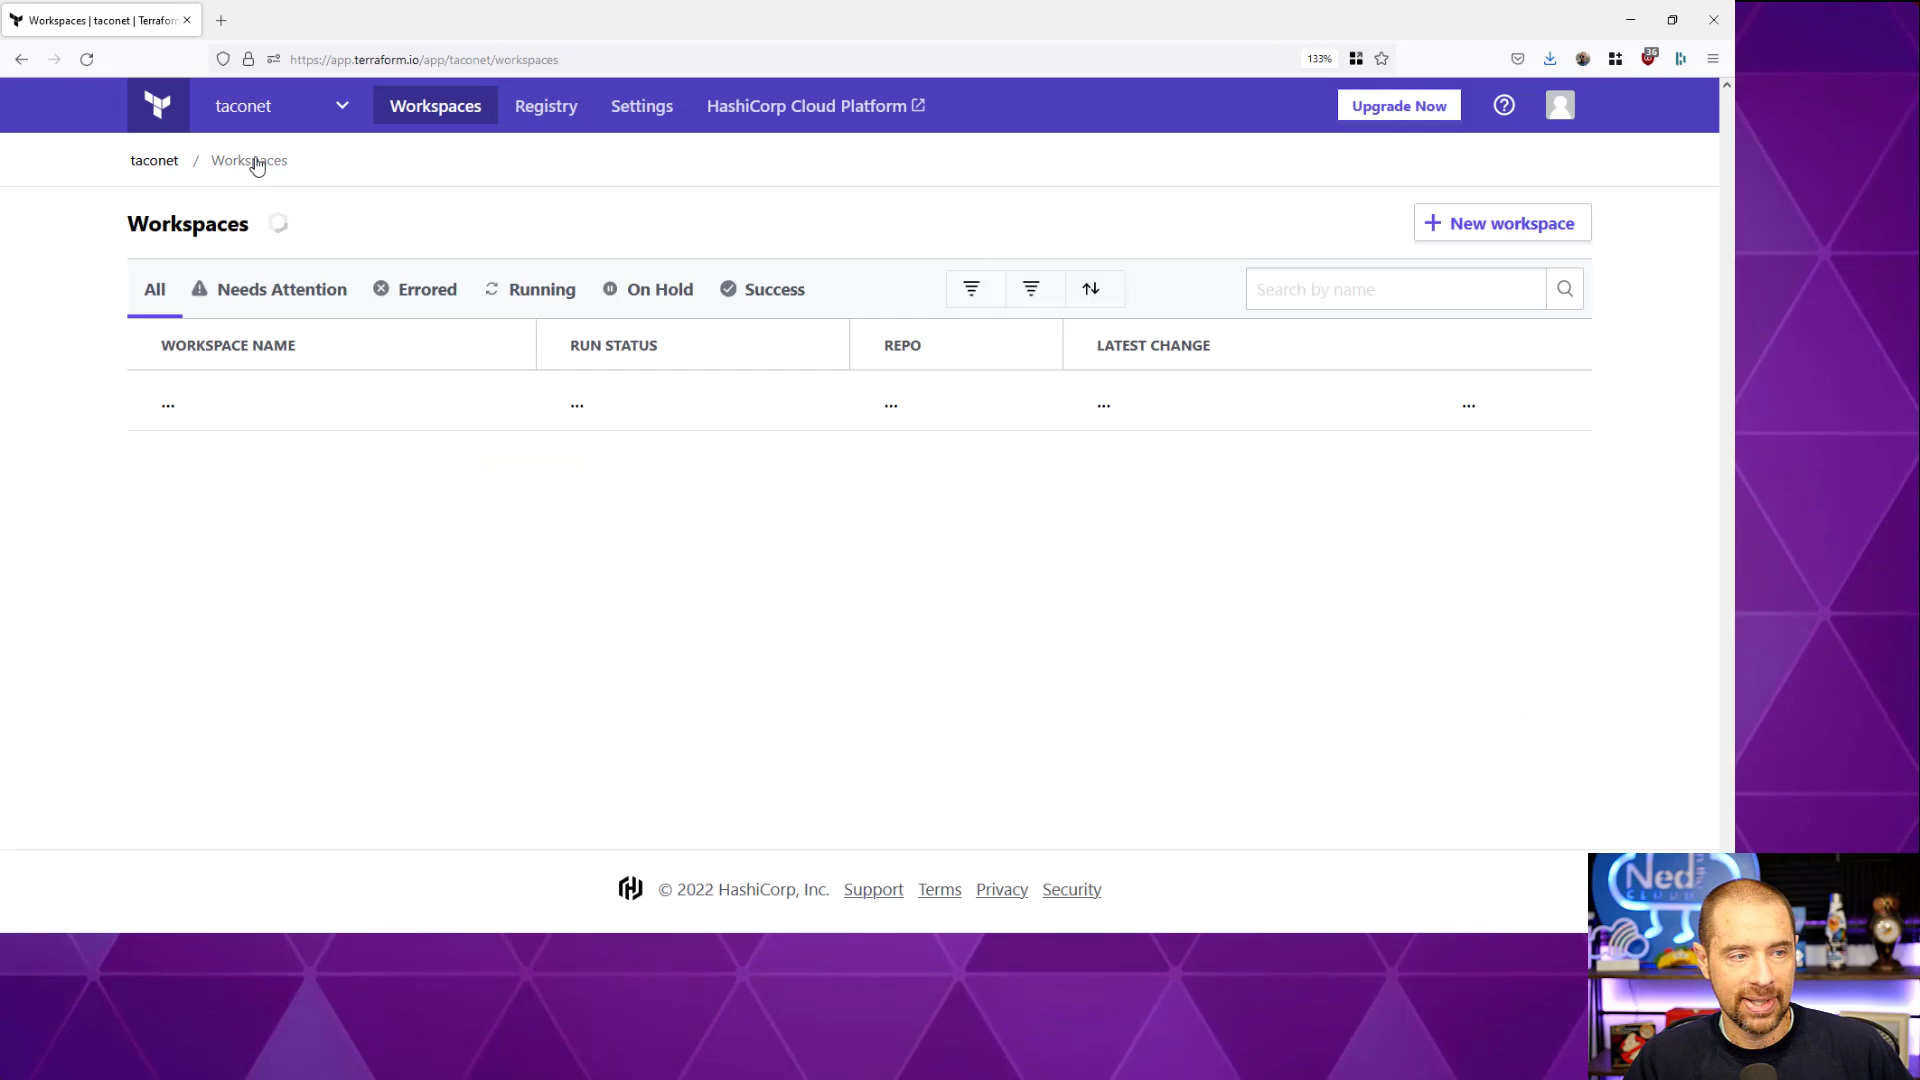 Workspaces | taconet | Terraform
https://app.terraform.io/app/taconet/workspaces
133%
36
taconet
Workspaces
Registry
Settings
HashiCorp Cloud Platform
Upgrade Now
taconet / Workspaces
Workspaces
+ New workspace
All
Needs Attention
Errored
Running
On Hold
Success
Search by name
WORKSPACE NAME
RUN STATUS
REPO
LATEST CHANGE
... ... ... ... ...
© 2022 HashiCorp, Inc. Support Terms Privacy Security
Ned